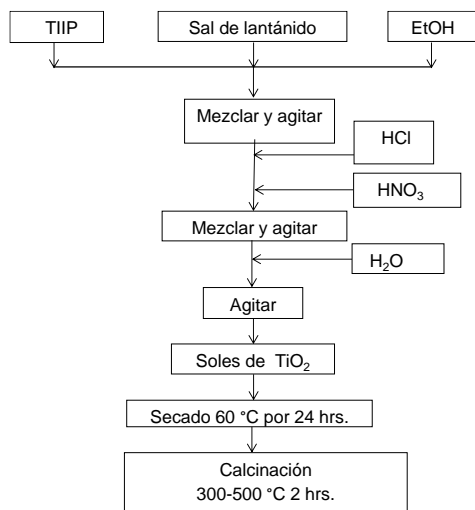 TIIP
Sal de lantánido
EtOH
Mezclar y agitar
HCl
HNO₃
Mezclar y agitar
H₂O
Agitar
Soles de TiO₂
Secado 60 °C por 24 hrs.
Calcinación
300-500 °C 2 hrs.